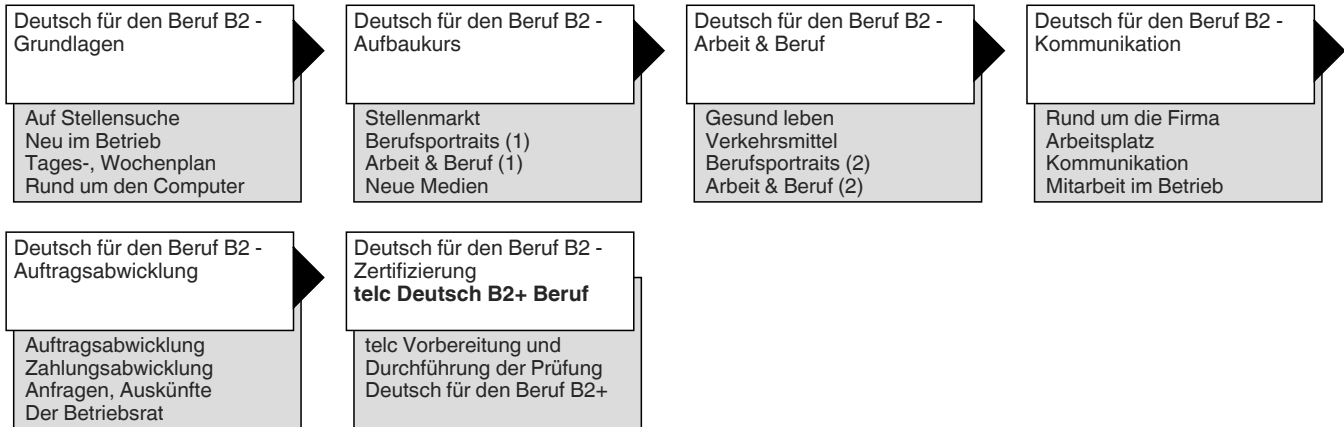 Deutsch für den Beruf B2 -
Grundlagen
Auf Stellensuche
Neu im Betrieb
Tages-, Wochenplan
Rund um den Computer
Deutsch für den Beruf B2 -
Aufbaukurs
Stellenmarkt
Berufsportraits (1)
Arbeit & Beruf (1)
Neue Medien
Deutsch für den Beruf B2 -
Arbeit & Beruf
Gesund leben
Verkehrsmittel
Berufsportraits (2)
Arbeit & Beruf (2)
Deutsch für den Beruf B2 -
Kommunikation
Rund um die Firma
Arbeitsplatz
Kommunikation
Mitarbeit im Betrieb
Deutsch für den Beruf B2 -
Auftragsabwicklung
Auftragsabwicklung
Zahlungsabwicklung
Anfragen, Auskünfte
Der Betriebsrat
Deutsch für den Beruf B2 -
Zertifizierung
telc Deutsch B2+ Beruf
telc Vorbereitung und
Durchführung der Prüfung
Deutsch für den Beruf B2+